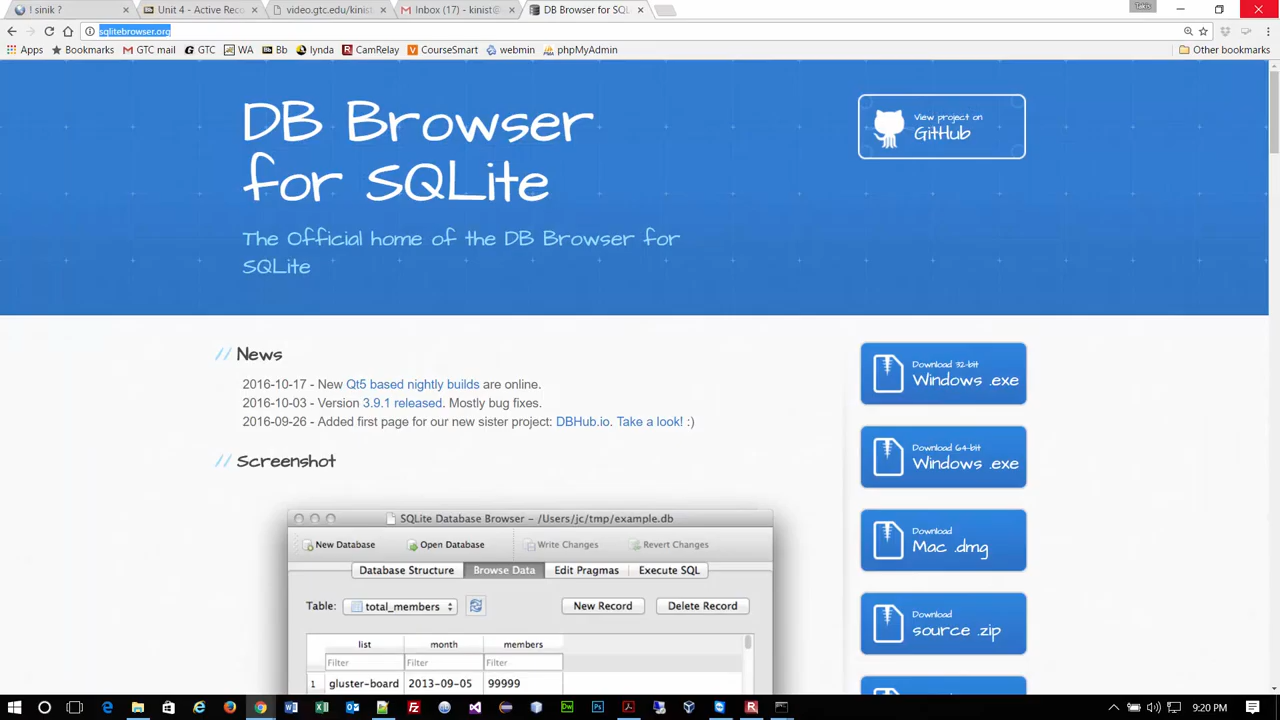 ! sinik ?
Unit 4 - Active Reco
video.gtc.edu/kinist
Inbox (17) - kinist@
DB Browser for SQL
Takis
sqlitebrowser.org
Apps
Bookmarks
GTC mail
GTC
WA
Bb
lynda
CamRelay
CourseSmart
webmin
phpMyAdmin
Other bookmarks
DB Browser
for SQLite
The Official home of the DB Browser for
SQLite
View project on
GitHub
// News
2016-10-17 - New Qt5 based nightly builds are online.
2016-10-03 - Version 3.9.1 released. Mostly bug fixes.
2016-09-26 - Added first page for our new sister project: DBHub.io. Take a look! :)
// Screenshot
Download 32-bit
Windows .exe
Download 64-bit
Windows .exe
Download
Mac .dmg
Download
source .zip
SQLite Database Browser - /Users/jc/tmp/example.db
New Database
Open Database
Write Changes
Revert Changes
Database Structure
Browse Data
Edit Pragmas
Execute SQL
Table:
total_members
New Record
Delete Record
list
month
members
Filter
Filter
Filter
1 gluster-board 2013-09-05 99999
9:20 PM